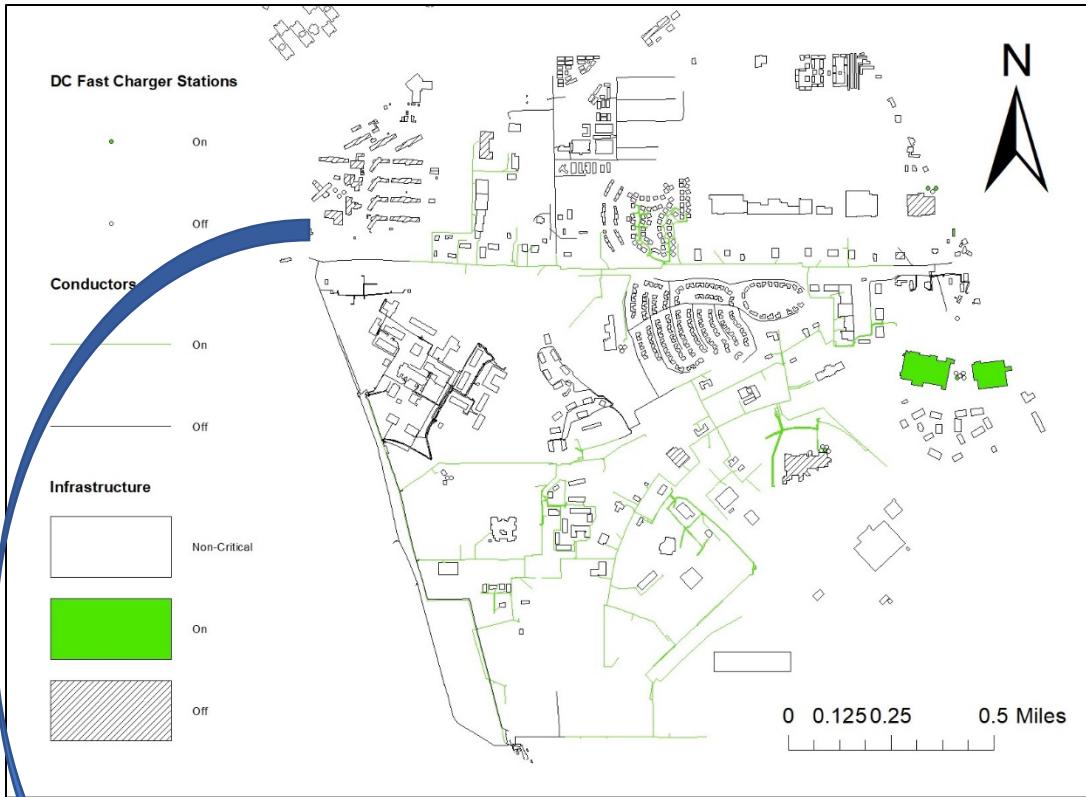 DC Fast Charger Stations
On
Off
Conductors
On
Off
Infrastructure
Non-Critical
On
Off
N
0 0.125 0.25 0.5 Miles